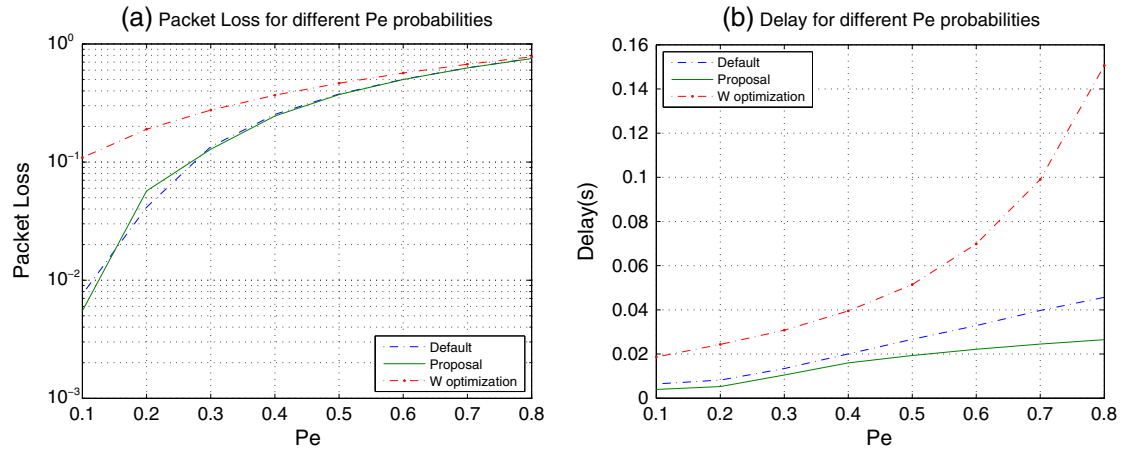 (a) Packet Loss for different Pe probabilities
10⁰
10⁻¹
10⁻²
10⁻³
Packet Loss
Default
Proposal
W optimization
0.1 0.2 0.3 0.4 0.5 0.6 0.7 0.8
Pe
(b) Delay for different Pe probabilities
0.16
0.14
0.12
0.1
0.08
0.06
0.04
0.02
0
Delay(s)
Default
Proposal
W optimization
0.1 0.2 0.3 0.4 0.5 0.6 0.7 0.8
Pe